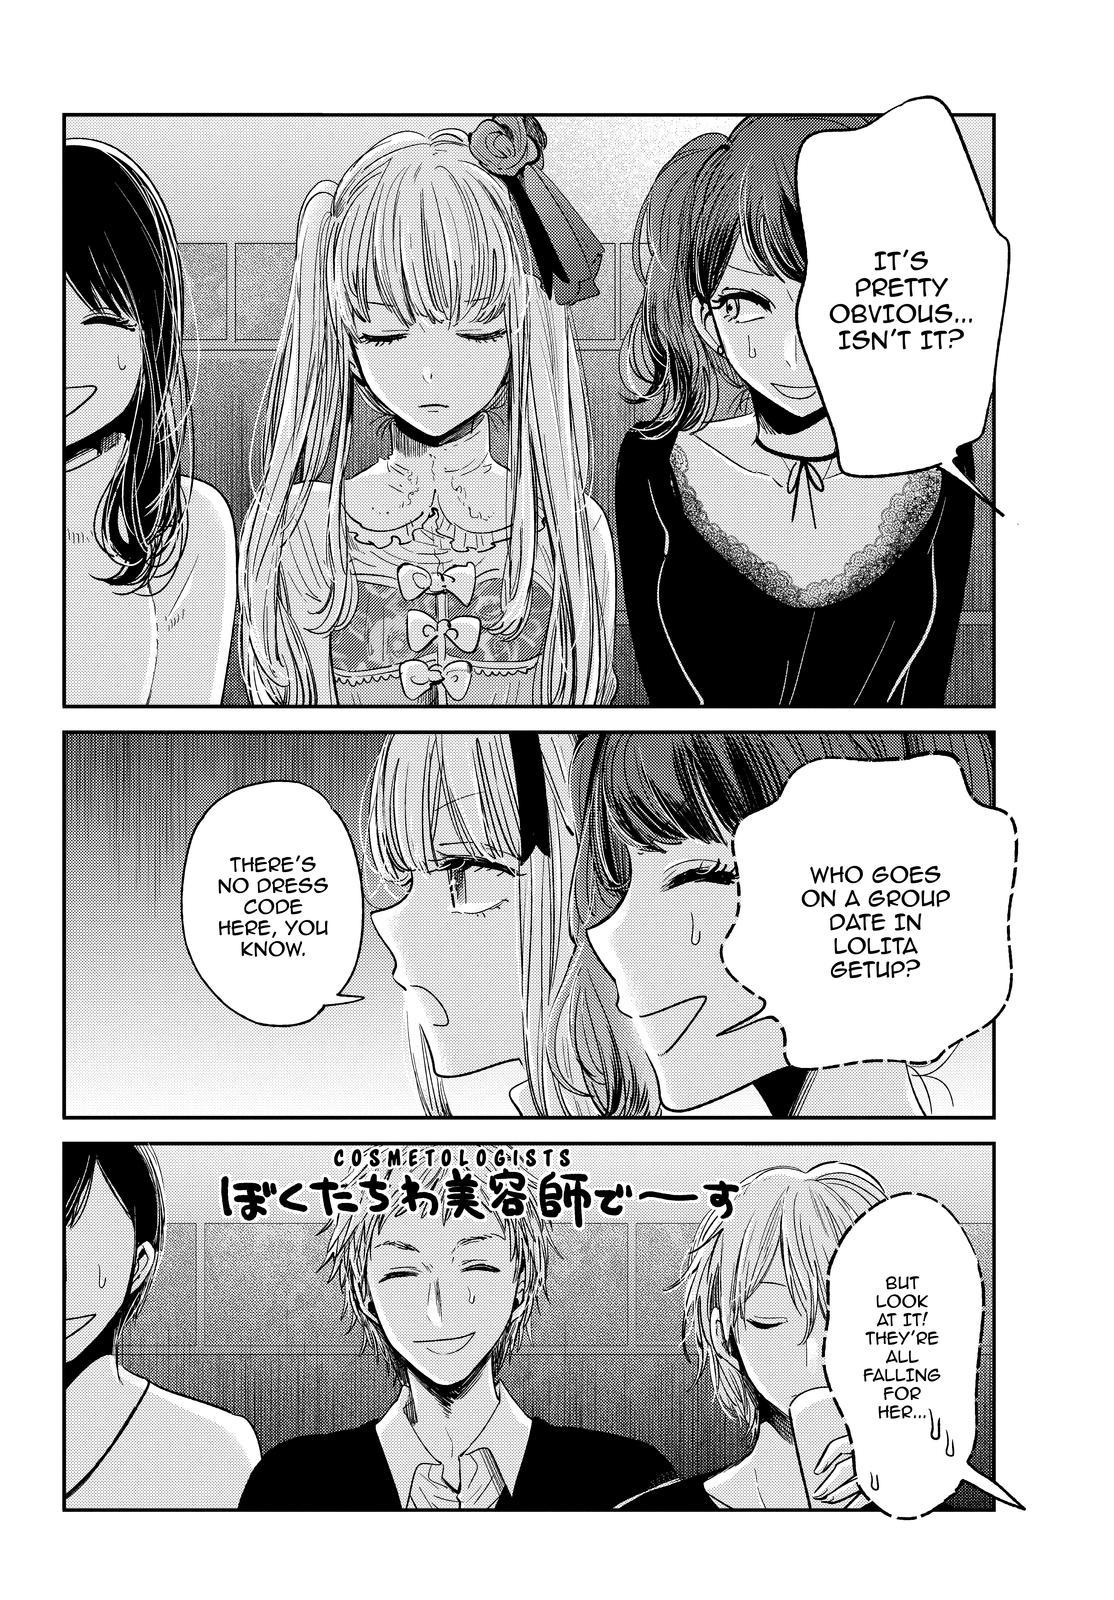 IT'S
PRETTY
OBVIOUS...
ISN'T IT?
WHO GOES
ON A GROUP
DATE IN
LOLITA
GETUP?
THERE'S
NO DRESS
CODE
HERE, YOU
KNOW.
COSMETOLOGISTS
ぼくたちわ美容師で〜す
BUT
LOOK
AT IT!
THEY'RE
ALL
FALLING
FOR
HER...